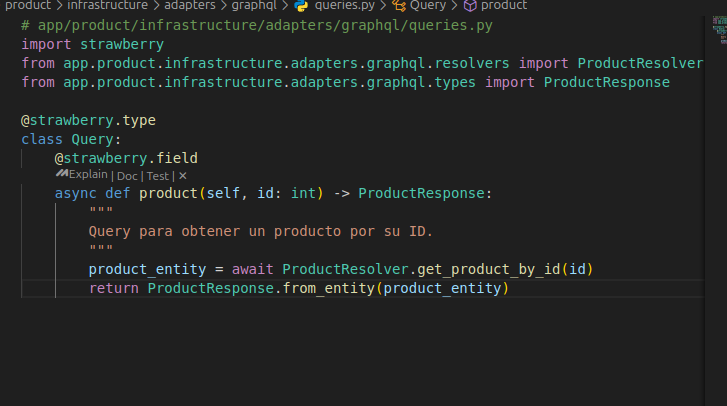 product > infrastructure > adapters > graphql > queries.py > Query > product
# app/product/infrastructure/adapters/graphql/queries.py
import strawberry
from app.product.infrastructure.adapters.graphql.resolvers import ProductResolver
from app.product.infrastructure.adapters.graphql.types import ProductResponse
@strawberry.type
class Query:
@strawberry.field
Explain | Doc | Test | ×
async def product(self, id: int) -> ProductResponse:
"""
Query para obtener un producto por su ID.
"""
product_entity = await ProductResolver.get_product_by_id(id)
return ProductResponse.from_entity(product_entity)